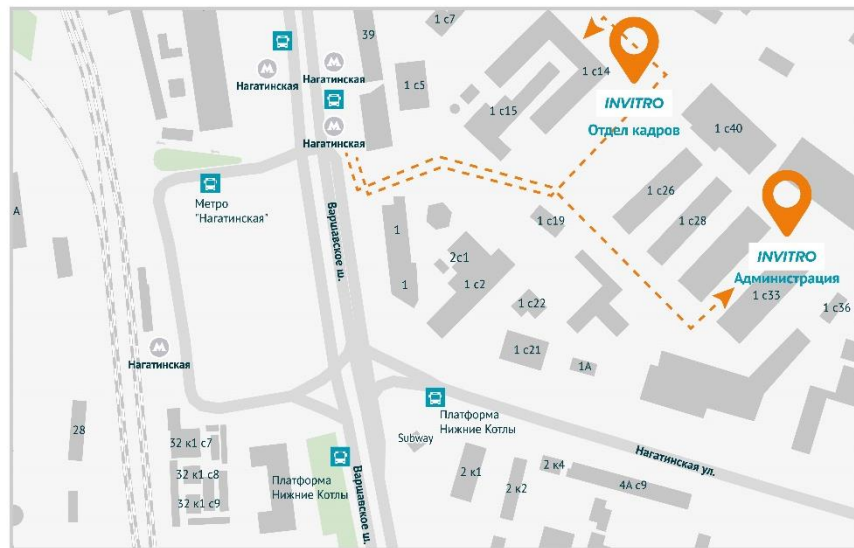 1 с7
39
Нагатинская
Нагатинская
1 с5
1 с14
1 с15
INVITRO
Отдел кадров
1 с40
Нагатинская
Метро
"Нагатинская"
А
Варшавское ш.
1
1
2с1
1 с2
1 с19
1 с26
1 с28
INVITRO
Администрация
1 с33
1 с36
1 с22
1 с21
1А
Нагатинская
Платформа
Нижние Котлы
Subway
Нагатинская ул.
28
32 к1 с7
32 к1 с8
32 к1 с9
Платформа
Нижние Котлы
Варшавское ш.
2 к1
2 к2
2 к4
4А с9